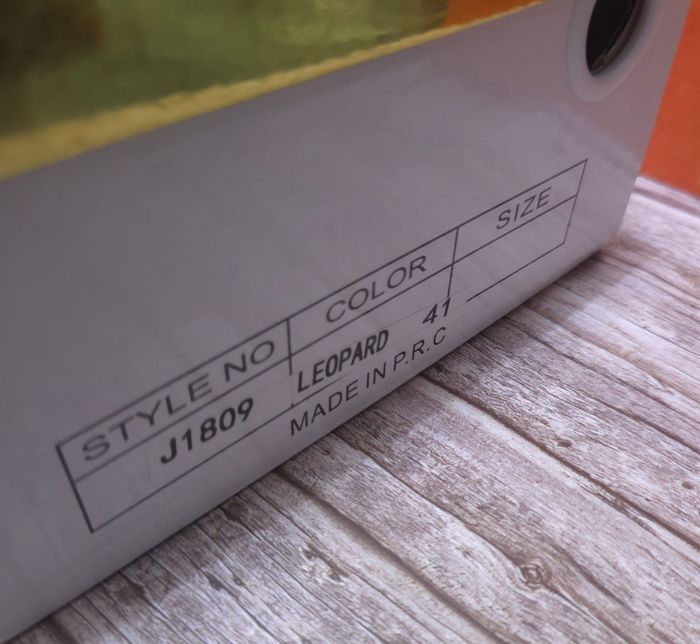 STYLE NO COLOR SIZE
J1809 LEOPARD 41
MADE IN P.R.C